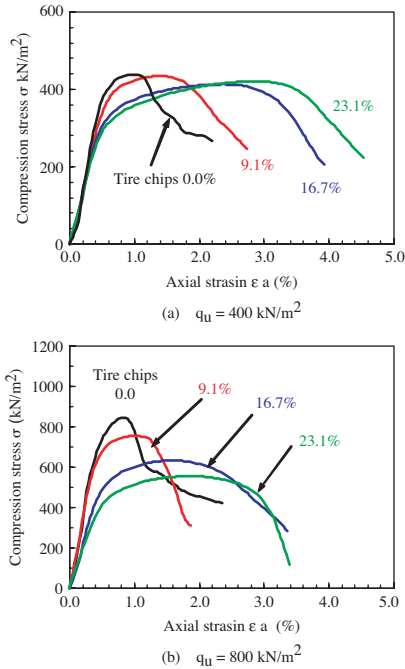 600
400
200
0
Compression stress σ kN/m²
23.1%
9.1%
Tire chips 0.0%
16.7%
0.0 1.0 2.0 3.0 4.0 5.0
Axial strasin ε a (%)
(a) qu = 400 kN/m²
1200
1000
800
600
400
200
0
Compression stress σ (kN/m²)
Tire chips
0.0
9.1%
16.7%
23.1%
0.0 1.0 2.0 3.0 4.0 5.0
Axial strasin ε a (%)
(b) qu = 800 kN/m²